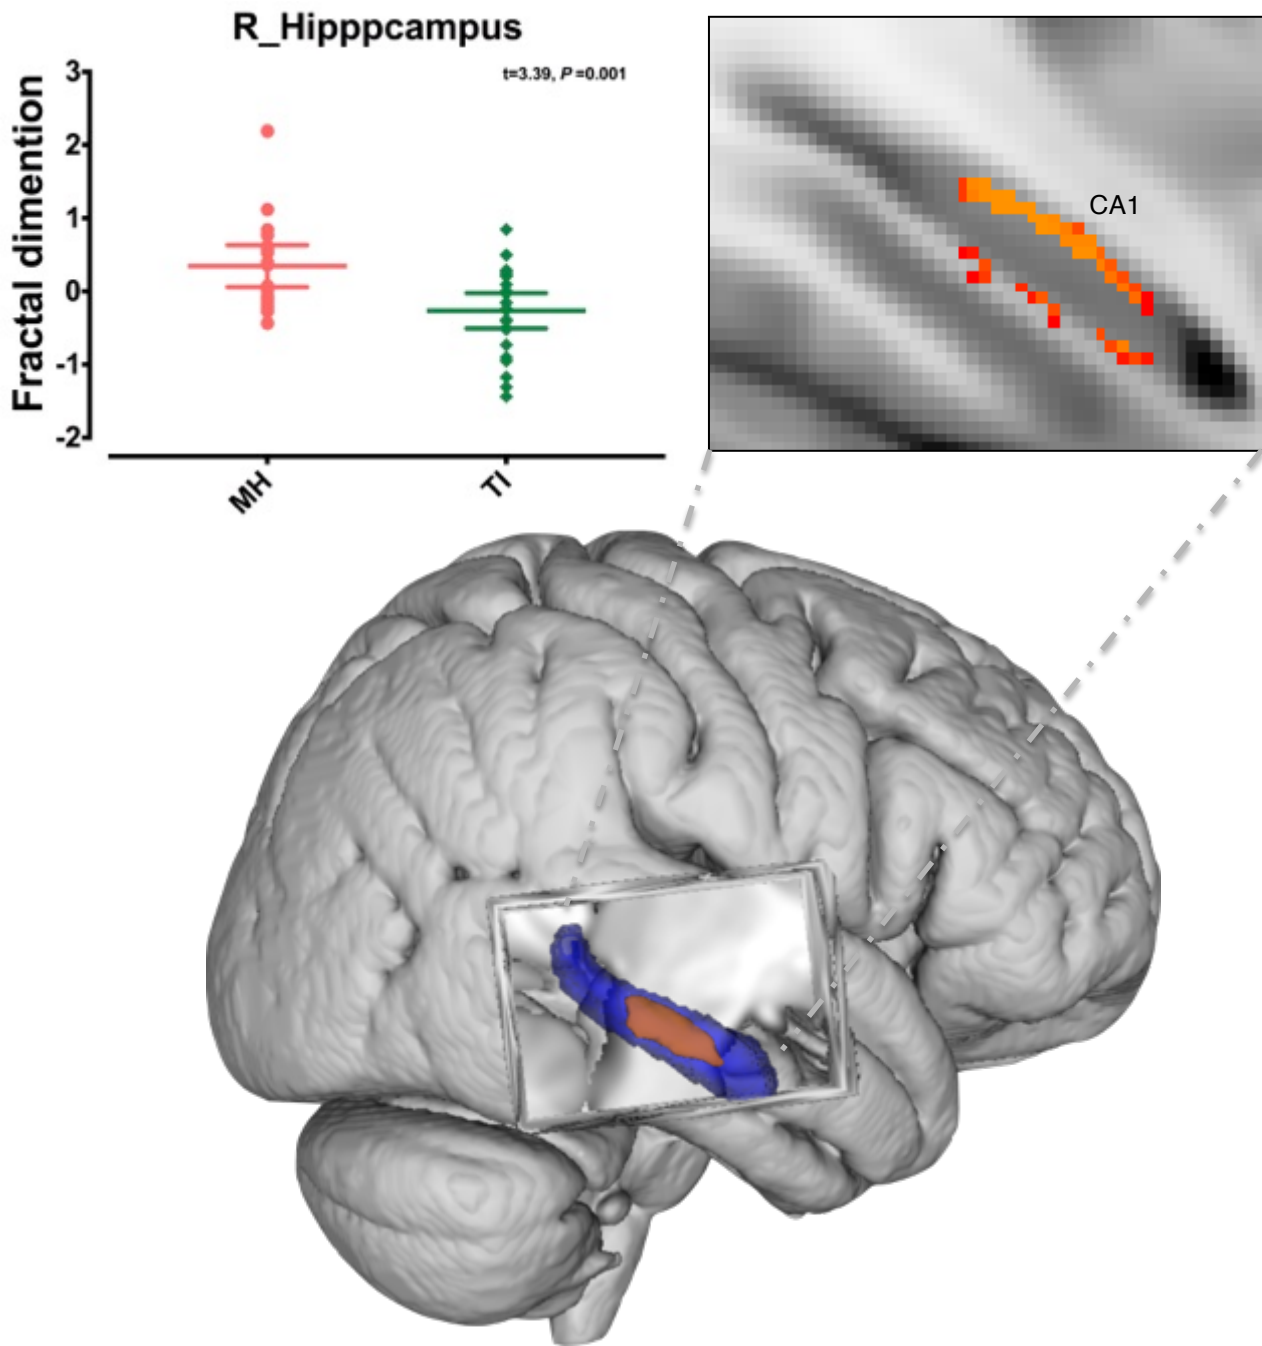 R_Hipppcampus
t=3.39, P=0.001
Fractal dimention
3
2
1
0
-1
-2
MH
TI
CA1